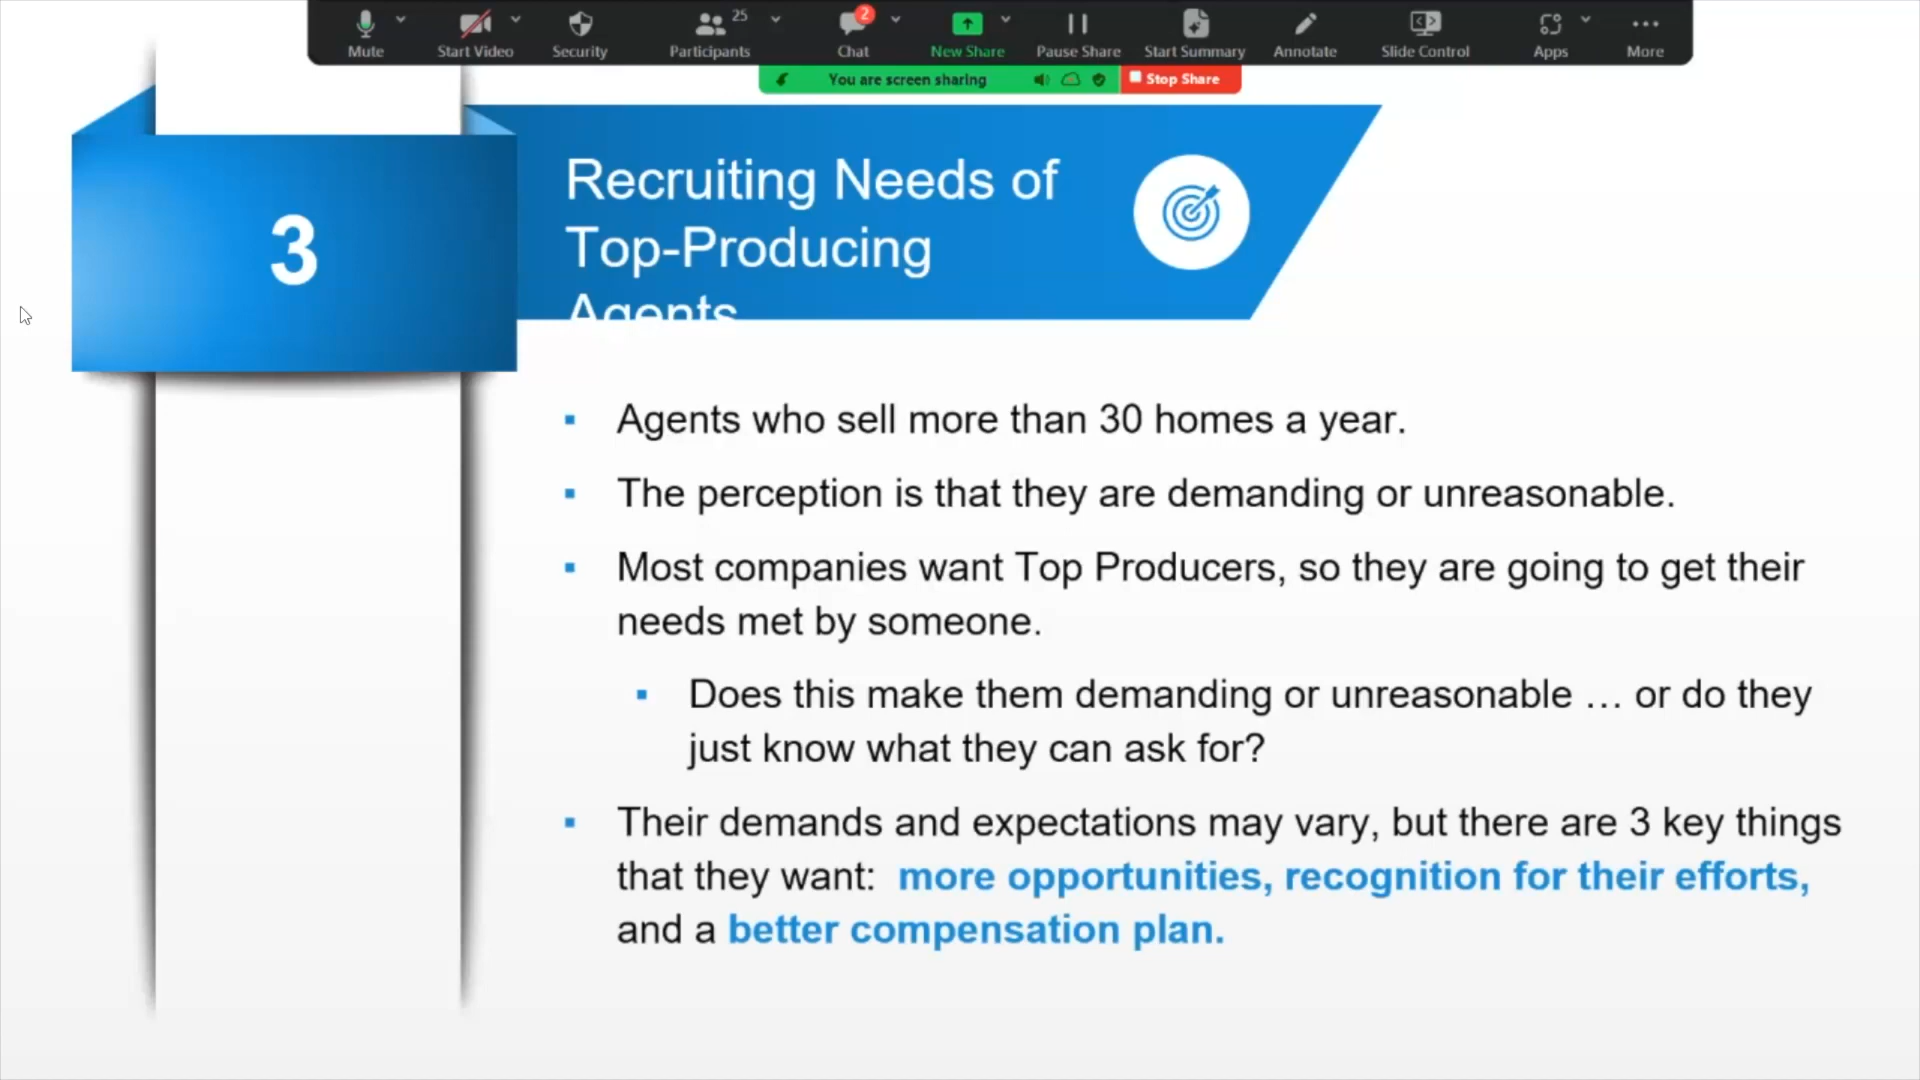 Mute
Start Video
Security
Participants
25
Chat
2
New Share
Pause Share
Start Summary
Annotate
Slide Control
Apps
More
You are screen sharing
Stop Share
3
Recruiting Needs of
Top-Producing
Agents
▪ Agents who sell more than 30 homes a year.
▪ The perception is that they are demanding or unreasonable.
▪ Most companies want Top Producers, so they are going to get their
needs met by someone.
▪ Does this make them demanding or unreasonable … or do they
just know what they can ask for?
▪ Their demands and expectations may vary, but there are 3 key things
that they want: more opportunities, recognition for their efforts,
and a better compensation plan.